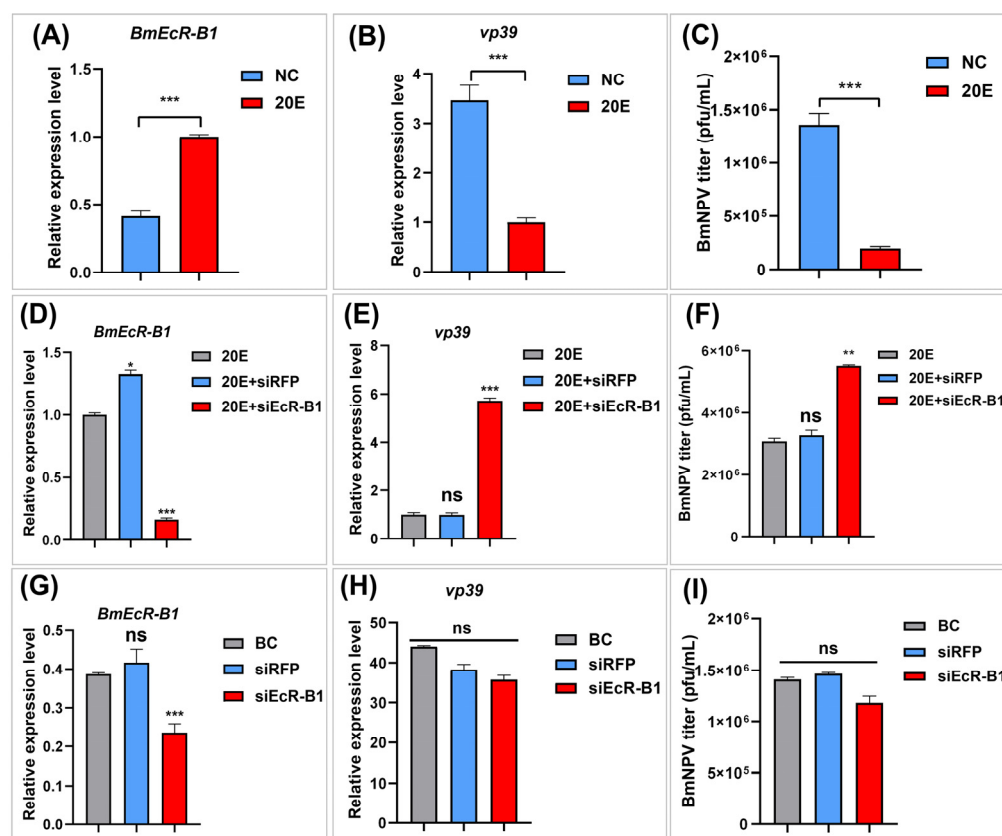 (A)
BmEcR-B1
Relative expression level
1.5
1.0
0.5
0.0
***
NC
20E
(B)
vp39
Relative expression leve
4
3
2
1
0
***
NC
20E
(C)
BmNPV titer (pfu/mL)
2×10⁶
1.5×10⁶
1×10⁶
5×10⁵
0
***
NC
20E
(D)
BmEcR-B1
Relative expression level
1.5
1.0
0.5
0.0
*
***
20E
20E+siRFP
20E+siEcR-B1
(E)
vp39
Relative expression level
8
6
4
2
0
ns
***
20E
20E+siRFP
20E+siEcR-B1
(F)
BmNPV titer (pfu/mL)
6×10⁶
4×10⁶
2×10⁶
0
ns
**
20E
20E+siRFP
20E+siEcR-B1
(G)
BmEcR-B1
Relative expression level
0.5
0.4
0.3
0.2
0.1
0.0
ns
***
BC
siRFP
siEcR-B1
(H)
vp39
Relative expression level
50
40
30
20
10
0
ns
BC
siRFP
siEcR-B1
(I)
BmNPV titer (pfu/mL)
2×10⁶
1.5×10⁶
1×10⁶
5×10⁵
0
ns
BC
siRFP
siEcR-B1